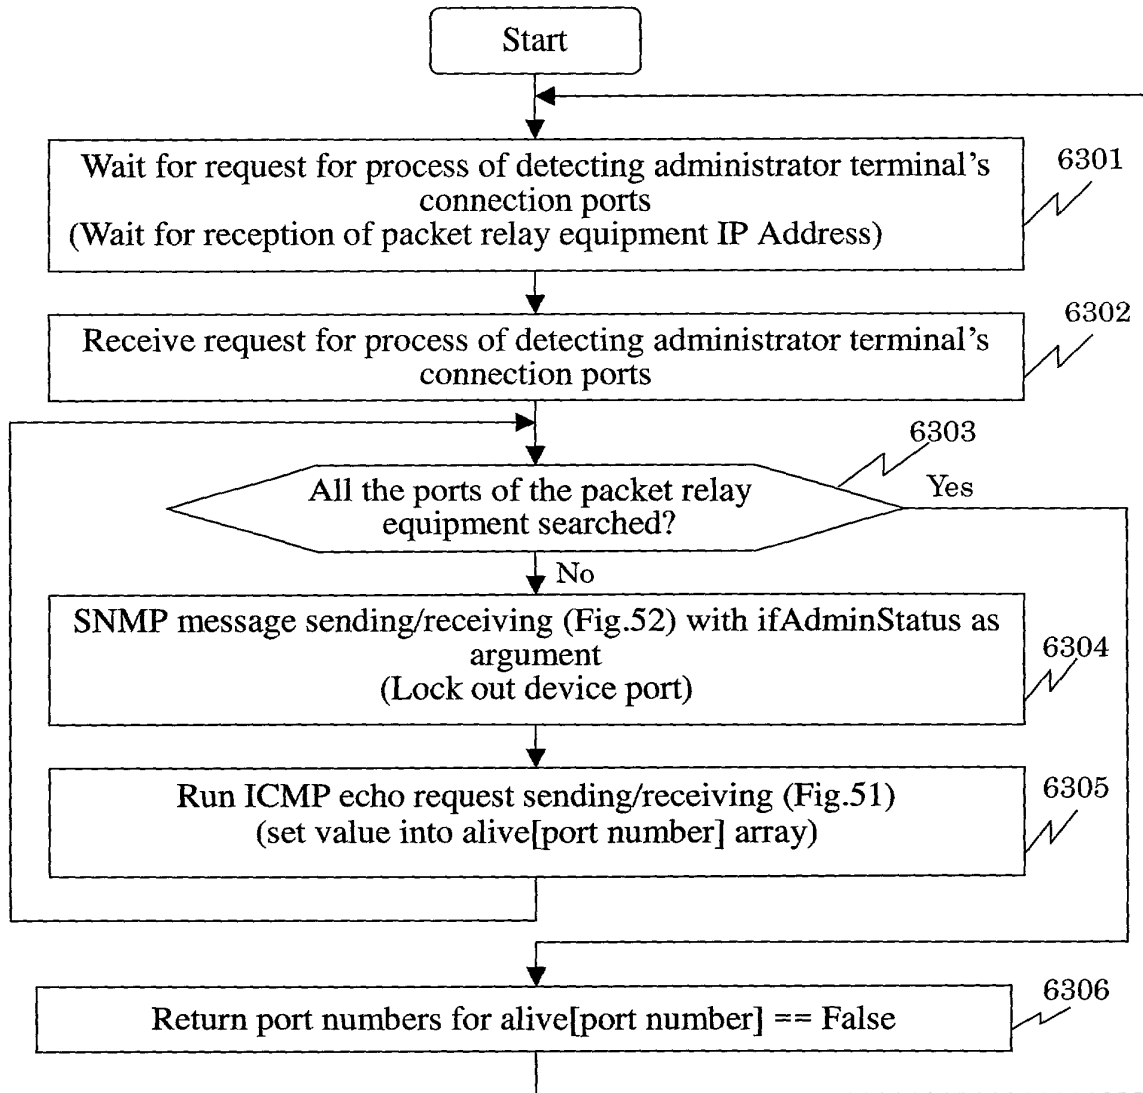 Start
Wait for request for process of detecting administrator terminal's
connection ports
(Wait for reception of packet relay equipment IP Address)
6301
Receive request for process of detecting administrator terminal's
connection ports
6302
All the ports of the packet relay
equipment searched?
6303
Yes
No
SNMP message sending/receiving (Fig.52) with ifAdminStatus as
argument
(Lock out device port)
6304
Run ICMP echo request sending/receiving (Fig.51)
(set value into alive[port number] array)
6305
Return port numbers for alive[port number] == False
6306